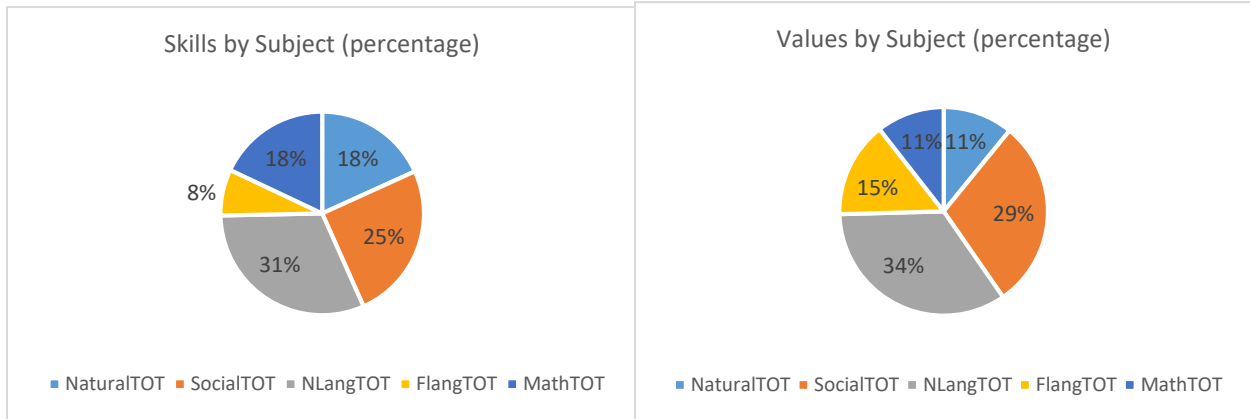 Skills by Subject (percentage)
18%
18%
8%
25%
31%
NaturalTOT
SocialTOT
NLangTOT
FlangTOT
MathTOT
Values by Subject (percentage)
11%
11%
15%
29%
34%
NaturalTOT
SocialTOT
NLangTOT
FlangTOT
MathTOT